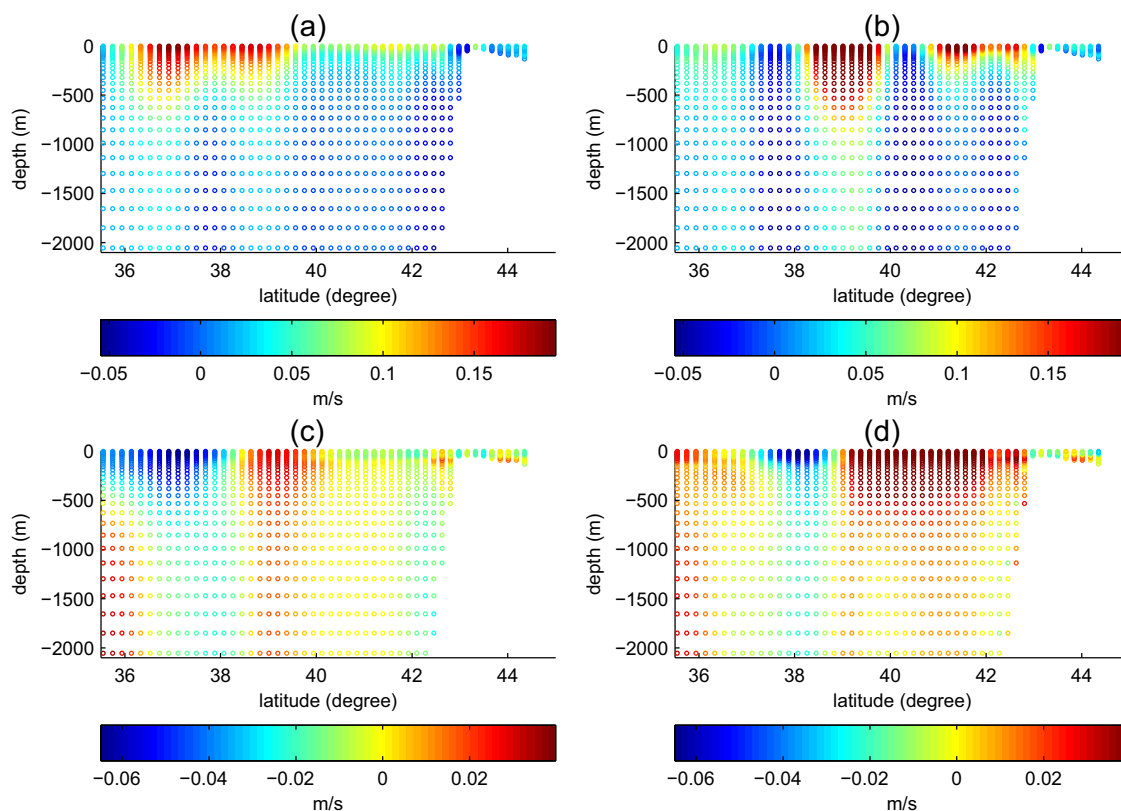 (a)
0
−500
−1000
−1500
−2000
depth (m)
36 38 40 42 44
latitude (degree)
−0.05 0 0.05 0.1 0.15
m/s
(b)
0
−500
−1000
−1500
−2000
depth (m)
36 38 40 42 44
latitude (degree)
−0.05 0 0.05 0.1 0.15
m/s
(c)
0
−500
−1000
−1500
−2000
depth (m)
36 38 40 42 44
latitude (degree)
−0.06 −0.04 −0.02 0 0.02
m/s
(d)
0
−500
−1000
−1500
−2000
depth (m)
36 38 40 42 44
latitude (degree)
−0.06 −0.04 −0.02 0 0.02
m/s